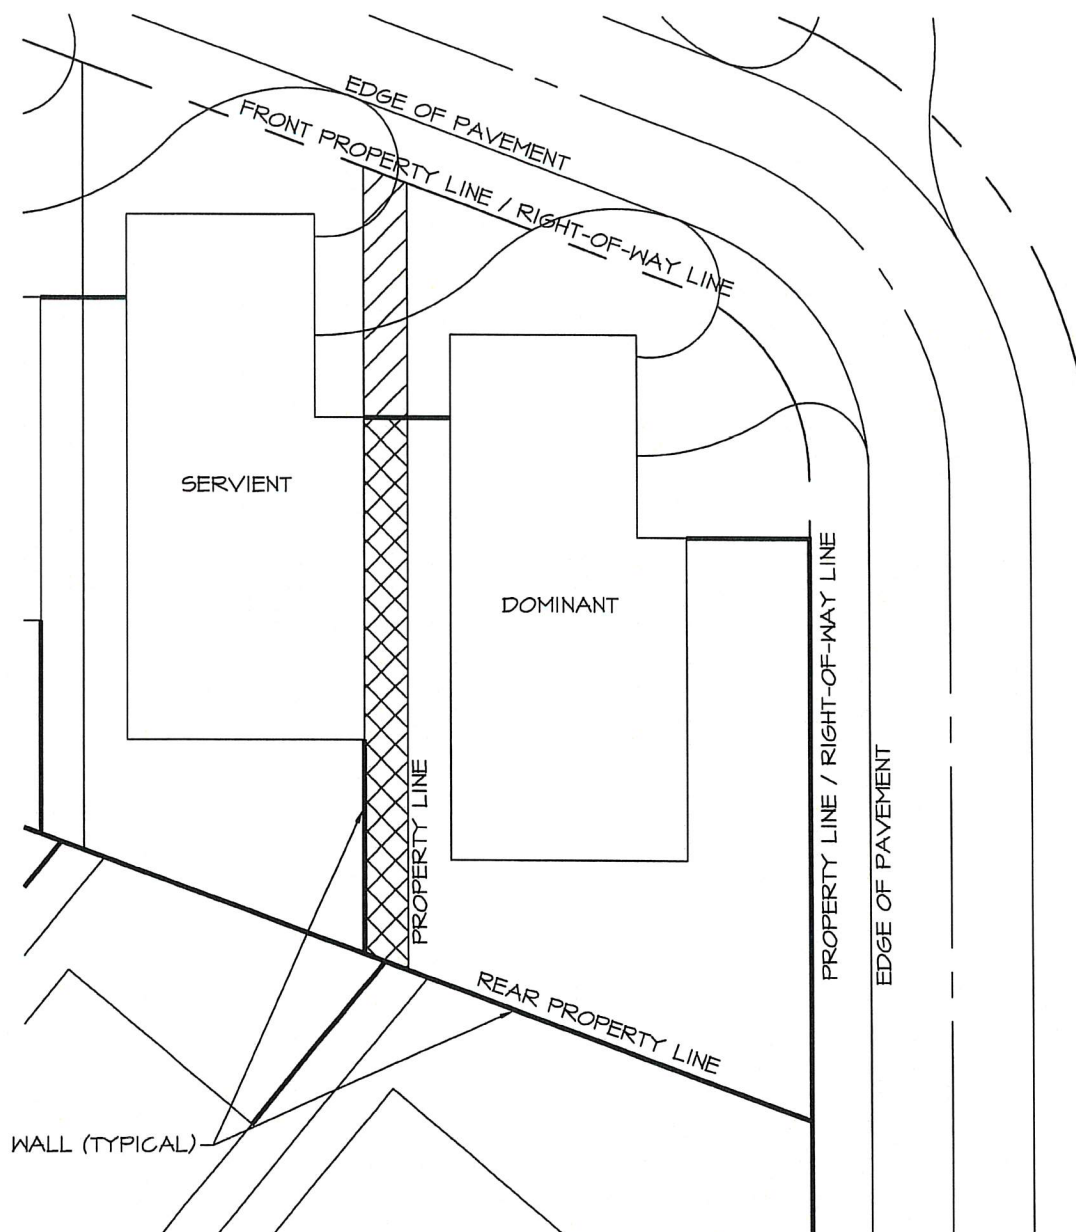 EDGE OF PAVEMENT
FRONT PROPERTY LINE / RIGHT-OF-WAY LINE
SERVIENT
DOMINANT
PROPERTY LINE
PROPERTY LINE / RIGHT-OF-WAY LINE
EDGE OF PAVEMENT
REAR PROPERTY LINE
WALL (TYPICAL)